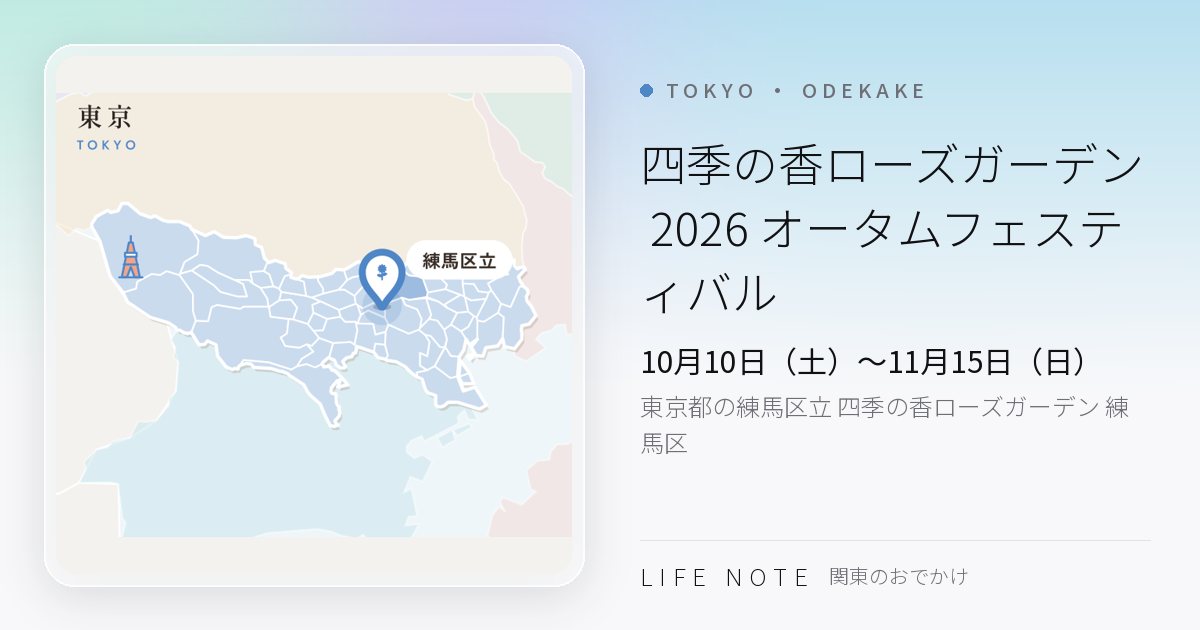 東京
TOKYO
練馬区立
TOKYO • ODEKAKE
四季の香ローズガーデン
2026 オータムフェステ
ィバル
10月10日（土）〜11月15日（日）
東京都の練馬区立 四季の香ローズガーデン 練
馬区
LIFE NOTE 関東のおでかけ